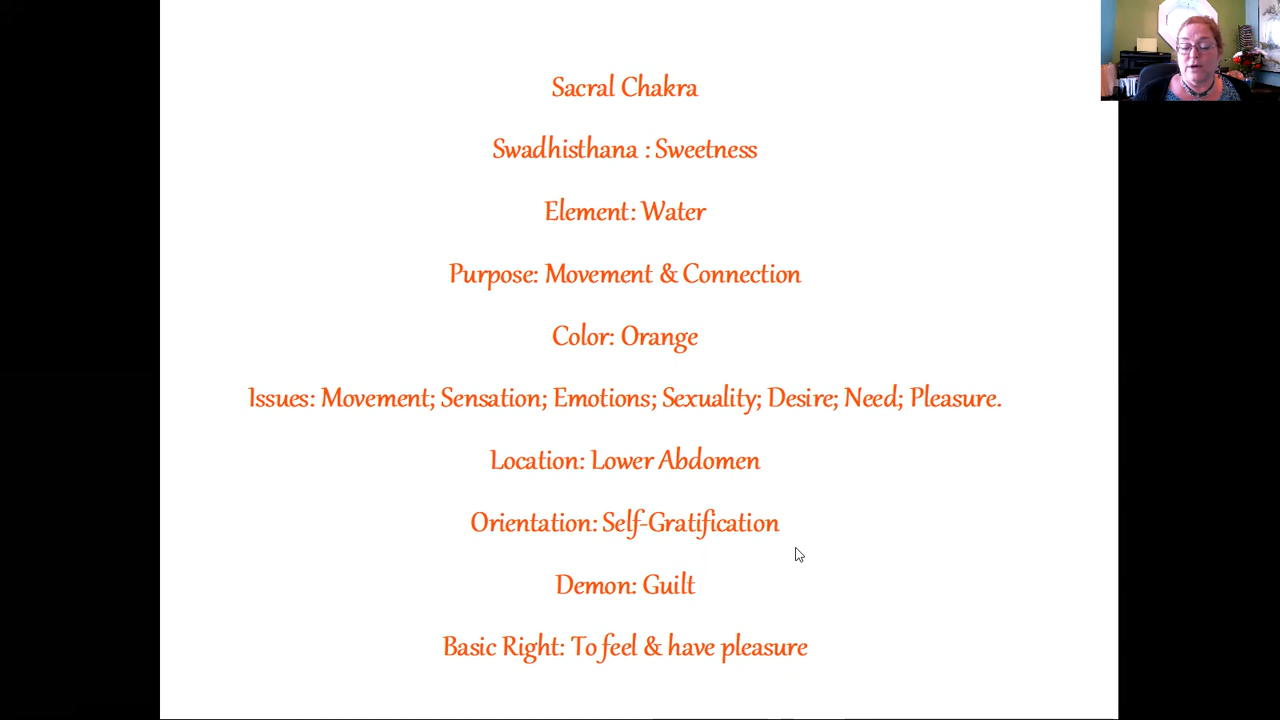 Sacral Chakra
Swadhisthana : Sweetness
Element: Water
Purpose: Movement & Connection
Color: Orange
Issues: Movement; Sensation; Emotions; Sexuality; Desire; Need; Pleasure.
Location: Lower Abdomen
Orientation: Self-Gratification
Demon: Guilt
Basic Right: To feel & have pleasure